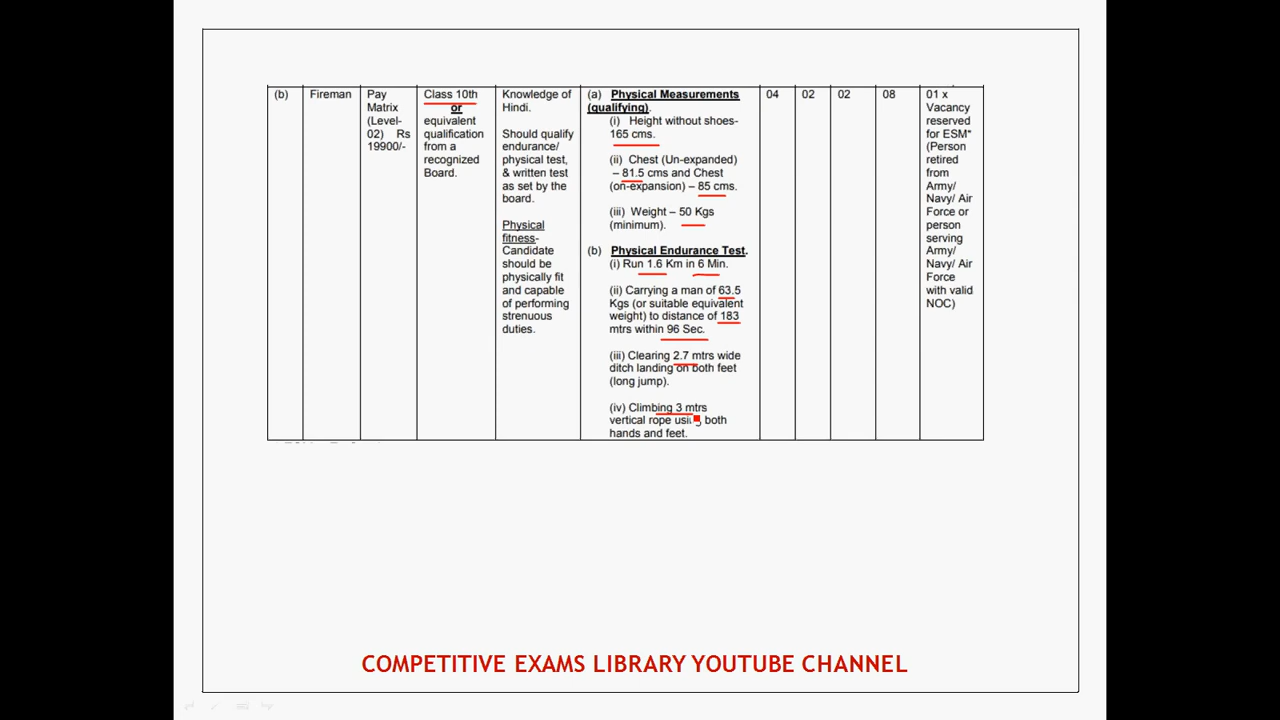 (b)
Fireman
Pay
Matrix
(Level-
02) Rs
19900/-
Class 10th
or
equivalent
qualification
from a
recognized
Board.
Knowledge of
Hindi.
Should qualify
endurance/
physical test,
& written test
as set by the
board.
Physical
fitness-
Candidate
should be
physically fit
and capable
of performing
strenuous
duties.
(a) Physical Measurements
(qualifying).
(i) Height without shoes-
165 cms.
(ii) Chest (Un-expanded)
– 81.5 cms and Chest
(on-expansion) – 85 cms.
(iii) Weight – 50 Kgs
(minimum).
(b) Physical Endurance Test.
(i) Run 1.6 Km in 6 Min.
(ii) Carrying a man of 63.5
Kgs (or suitable equivalent
weight) to distance of 183
mtrs within 96 Sec.
(iii) Clearing 2.7 mtrs wide
ditch landing on both feet
(long jump).
(iv) Climbing 3 mtrs
vertical rope using both
hands and feet.
04
02
02
08
01 x
Vacancy
reserved
for ESM*
(Person
retired
from
Army/
Navy/ Air
Force or
person
serving
Army/
Navy/ Air
Force
with valid
NOC)
COMPETITIVE EXAMS LIBRARY YOUTUBE CHANNEL